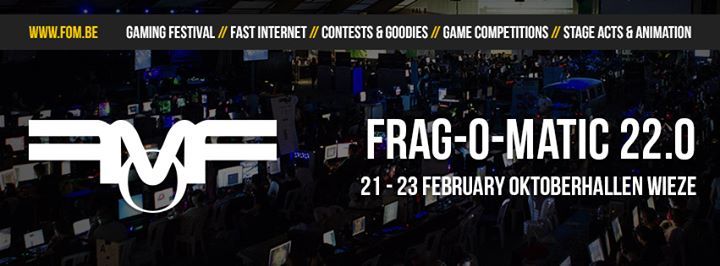 WWW.FOM.BE GAMING FESTIVAL // FAST INTERNET // CONTESTS & GOODIES // GAME COMPETITIONS // STAGE ACTS & ANIMATION
FRAG-O-MATIC 22.0
21 - 23 FEBRUARY OKTOBERHALLEN WIEZE